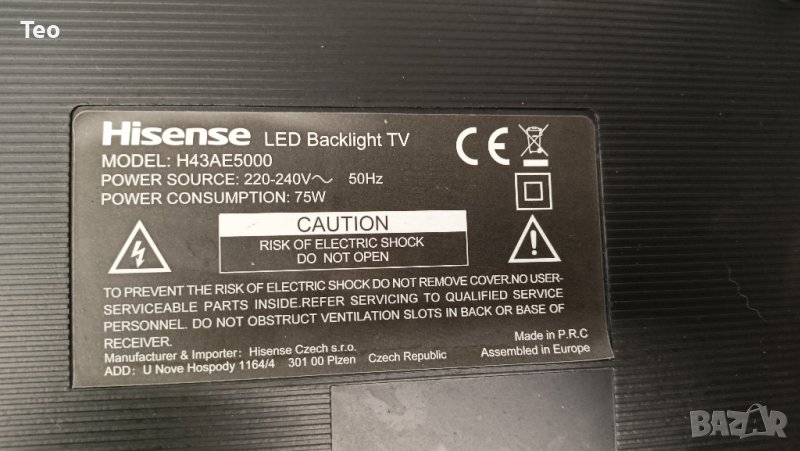 Teo
Hisense LED Backlight TV
MODEL: H43AE5000
POWER SOURCE: 220-240V～ 50Hz
POWER CONSUMPTION: 75W
CE
CAUTION
RISK OF ELECTRIC SHOCK
DO NOT OPEN
TO PREVENT THE RISK OF ELECTRIC SHOCK DO NOT REMOVE COVER.NO USER-
SERVICEABLE PARTS INSIDE.REFER SERVICING TO QUALIFIED SERVICE
PERSONNEL. DO NOT OBSTRUCT VENTILATION SLOTS IN BACK OR BASE OF
RECEIVER.
Manufacturer & Importer: Hisense Czech s.r.o.
ADD: U Nove Hospody 1164/4 301 00 Plzen Czech Republic
Made in P.R.C
Assembled in Europe
BAZAR